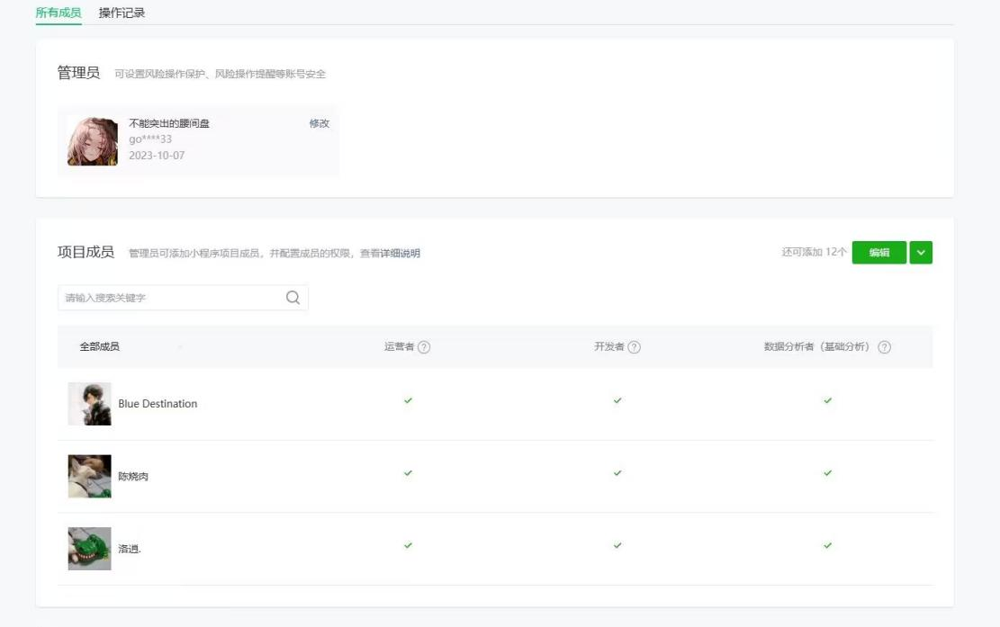 所有成员 操作记录
管理员 可设置风险操作保护、风险操作提醒等账号安全
不能突出的腰间盘 修改
go****33
2023-10-07
项目成员 管理员可添加小程序项目成员，并配置成员的权限，查看详细说明 还可添加 12个 编辑
请输入搜索关键字
全部成员 运营者 ? 开发者 ? 数据分析者（基础分析） ?
Blue Destination
陈烧肉
洛逍.